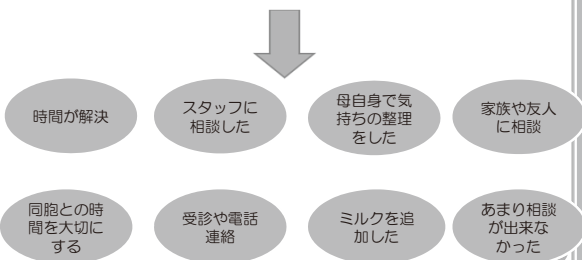 時間が解決
スタッフに
相談した
母自身で気
持ちの整理
をした
家族や友人
に相談
同胞との時
間を大切に
する
受診や電話
連絡
ミルクを追
加した
あまり相談
が出来な
かった